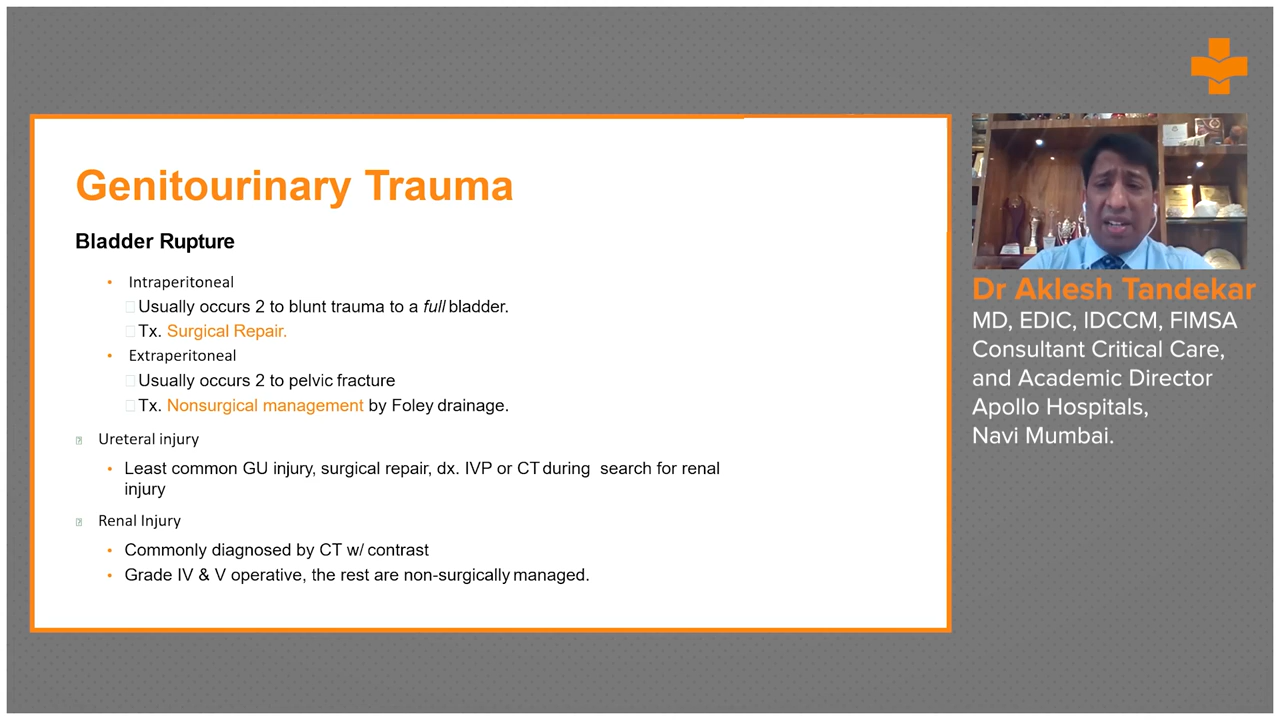 Genitourinary Trauma
Bladder Rupture
• Intraperitoneal
Usually occurs 2 to blunt trauma to a full bladder.
Tx. Surgical Repair.
• Extraperitoneal
Usually occurs 2 to pelvic fracture
Tx. Nonsurgical management by Foley drainage.
Ureteral injury
• Least common GU injury, surgical repair, dx. IVP or CT during search for renal
injury
Renal Injury
• Commonly diagnosed by CT w/ contrast
• Grade IV & V operative, the rest are non-surgically managed.
Dr Aklesh Tandekar
MD, EDIC, IDCCM, FIMSA
Consultant Critical Care,
and Academic Director
Apollo Hospitals,
Navi Mumbai.